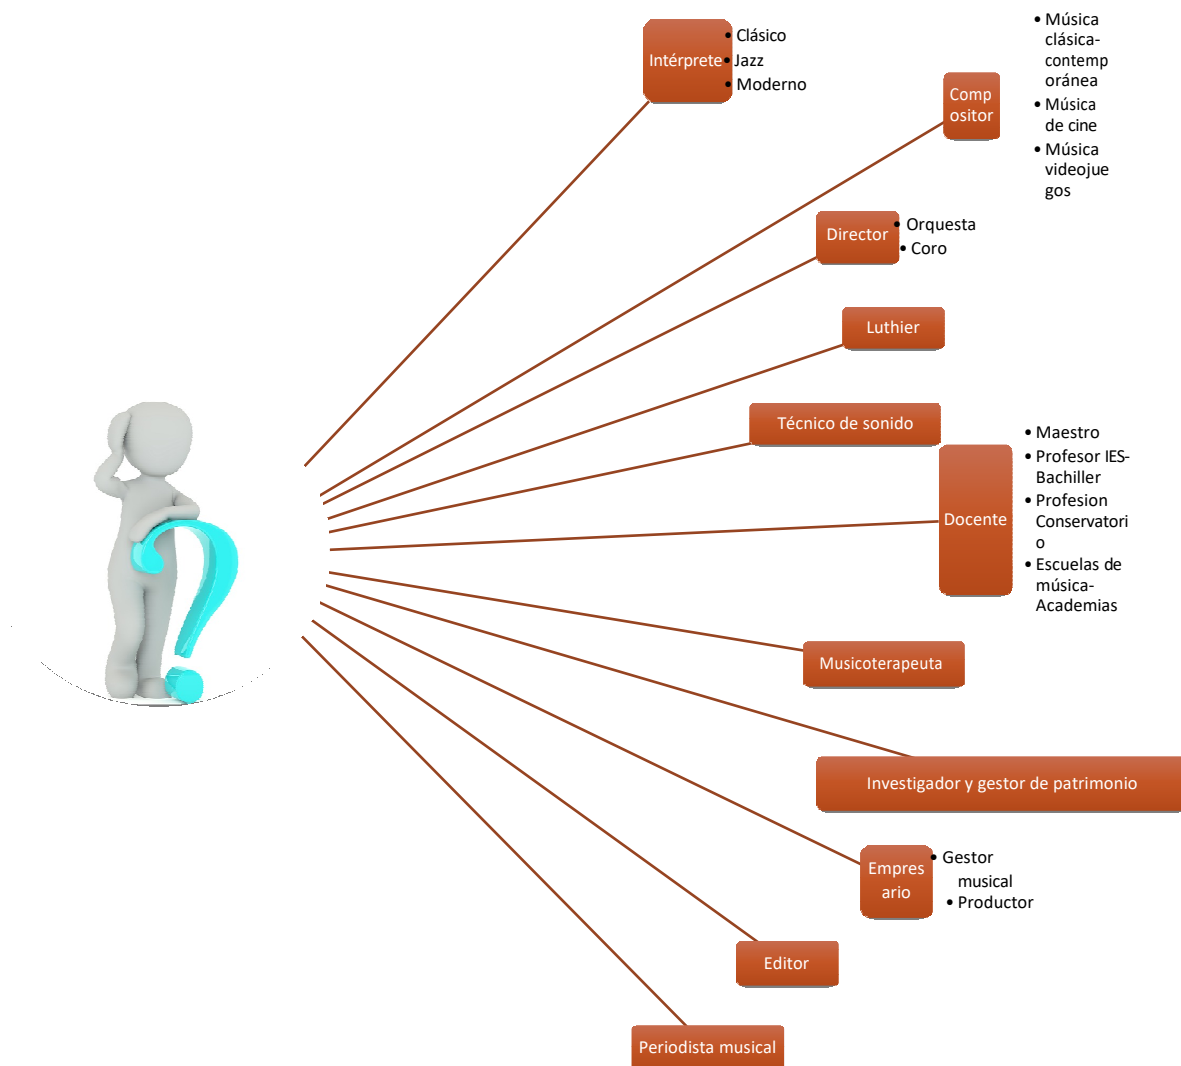 Intérprete
• Clásico
• Jazz
• Moderno
Comp
ositor
• Música
clásica-
contemp
oránea
• Música
de cine
• Música
videojue
gos
Director
• Orquesta
• Coro
Luthier
Técnico de sonido
Docente
• Maestro
• Profesor IES-
Bachiller
• Profesion
Conservatori
o
• Escuelas de
música-
Academias
Musicoterapeuta
Investigador y gestor de patrimonio
Empres
ario
• Gestor
musical
• Productor
Editor
Periodista musical